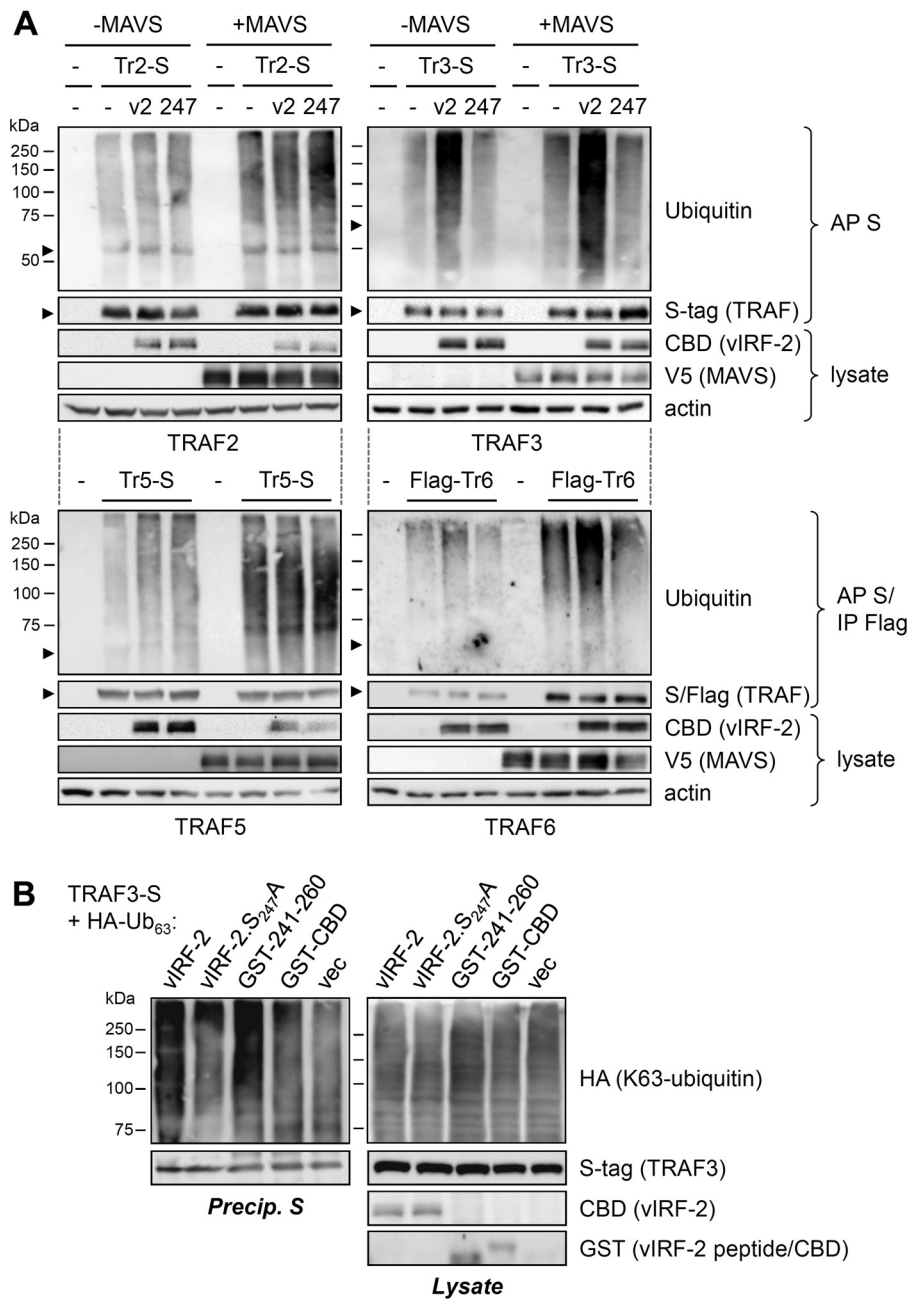 A
-MAVS +MAVS -MAVS +MAVS
- Tr2-S - Tr2-S - Tr3-S - Tr3-S
- - v2 247 - - v2 247 - - v2 247 - - v2 247
kDa
250
150
100
75
50
Ubiquitin
AP S
S-tag (TRAF)
CBD (vIRF-2)
V5 (MAVS)
lysate
actin
TRAF2 TRAF3
- Tr5-S - Tr5-S - Flag-Tr6 - Flag-Tr6
kDa
250
150
100
75
Ubiquitin
AP S/
IP Flag
S/Flag (TRAF)
CBD (vIRF-2)
V5 (MAVS)
lysate
actin
TRAF5 TRAF6
B
TRAF3-S
+ HA-Ub63:
vIRF-2 vIRF-2.S247A GST-241-260 GST-CBD vec vIRF-2 vIRF-2.S247A GST-241-260 GST-CBD vec
kDa
250
150
100
75
HA (K63-ubiquitin)
S-tag (TRAF3)
Precip. S
CBD (vIRF-2)
GST (vIRF-2 peptide/CBD)
Lysate